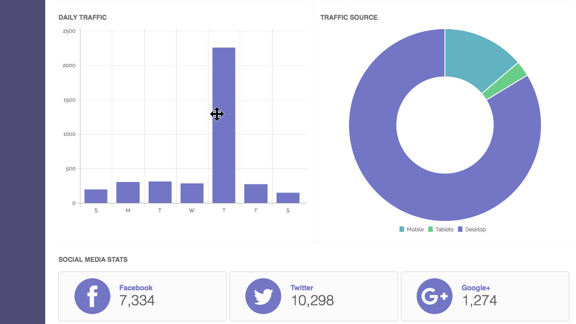 DAILY TRAFFIC
TRAFFIC SOURCE
2500
2000
1500
1000
500
0
S M T W T F S
Mobile Tablets Desktop
SOCIAL MEDIA STATS
Facebook
7,334
Twitter
10,298
Google+
1,274